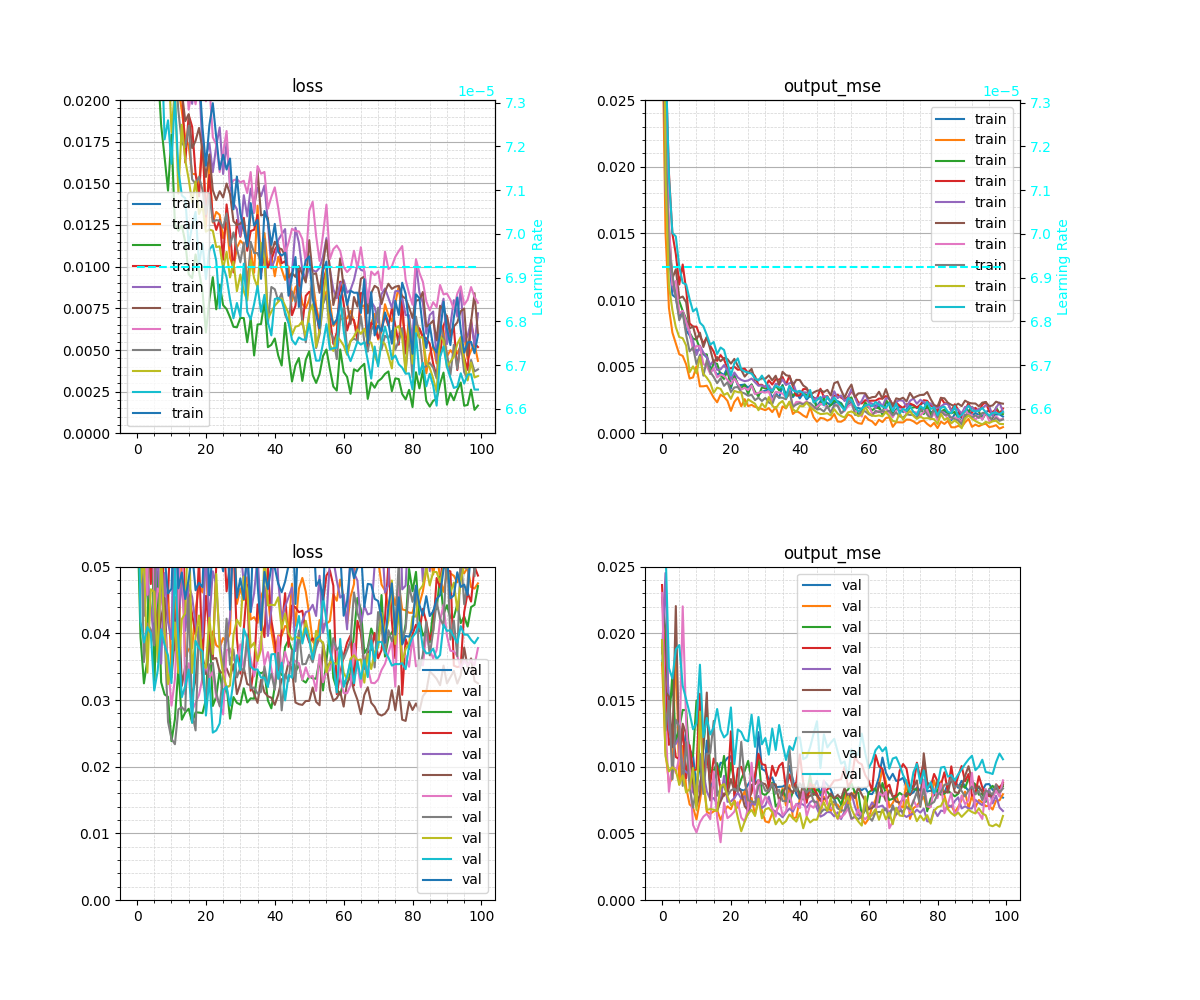 loss
1e−5
0.0200
0.0175
0.0150
0.0125
0.0100
0.0075
0.0050
0.0025
0.0000
train
train
train
train
train
train
train
train
train
train
train
7.3
7.2
7.1
7.0
6.9
6.8
6.7
6.6
Learning Rate
0 20 40 60 80 100
output_mse
1e−5
0.025
0.020
0.015
0.010
0.005
0.000
train
train
train
train
train
train
train
train
train
train
7.3
7.2
7.1
7.0
6.9
6.8
6.7
6.6
Learning Rate
0 20 40 60 80 100
loss
0.05
0.04
0.03
0.02
0.01
0.00
val
val
val
val
val
val
val
val
val
val
val
0 20 40 60 80 100
output_mse
0.025
0.020
0.015
0.010
0.005
0.000
val
val
val
val
val
val
val
val
val
val
0 20 40 60 80 100